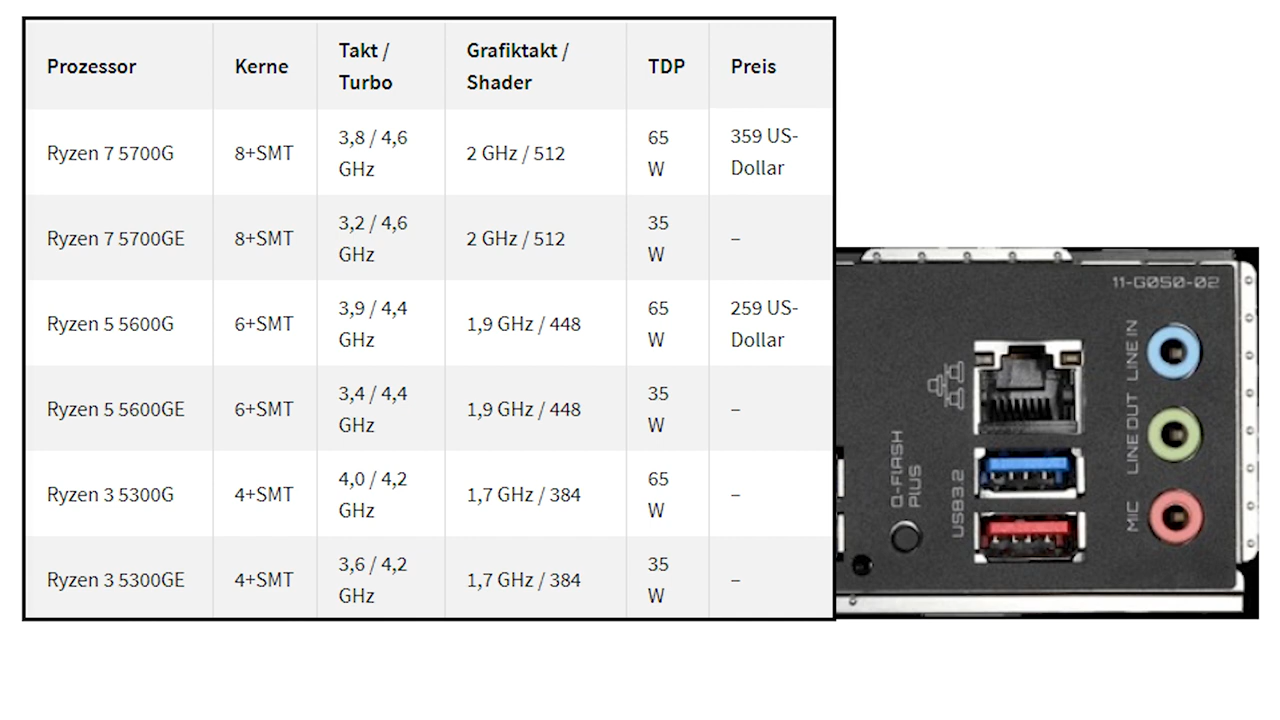 Prozessor Kerne Takt / Turbo Grafiktakt / Shader TDP Preis
Ryzen 7 5700G 8+SMT 3,8 / 4,6 GHz 2 GHz / 512 65 W 359 US-Dollar
Ryzen 7 5700GE 8+SMT 3,2 / 4,6 GHz 2 GHz / 512 35 W –
Ryzen 5 5600G 6+SMT 3,9 / 4,4 GHz 1,9 GHz / 448 65 W 259 US-Dollar
Ryzen 5 5600GE 6+SMT 3,4 / 4,4 GHz 1,9 GHz / 448 35 W –
Ryzen 3 5300G 4+SMT 4,0 / 4,2 GHz 1,7 GHz / 384 65 W –
Ryzen 3 5300GE 4+SMT 3,6 / 4,2 GHz 1,7 GHz / 384 35 W –
11-G050-02
LINE IN
LINE OUT
MIC
Q-FLASH
PLUS
USB3.2